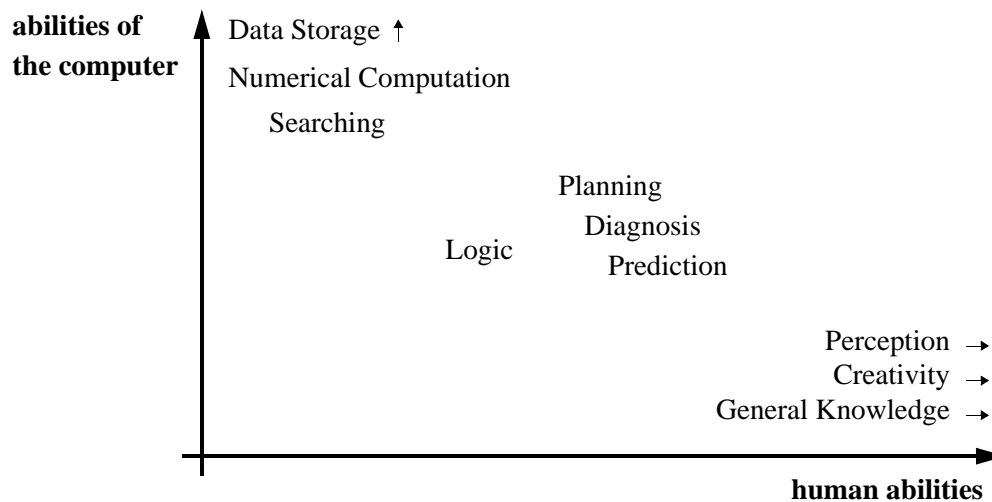 abilities of
the computer
Data Storage ↑
Numerical Computation
Searching
Planning
Diagnosis
Logic
Prediction
Perception →
Creativity →
General Knowledge →
human abilities